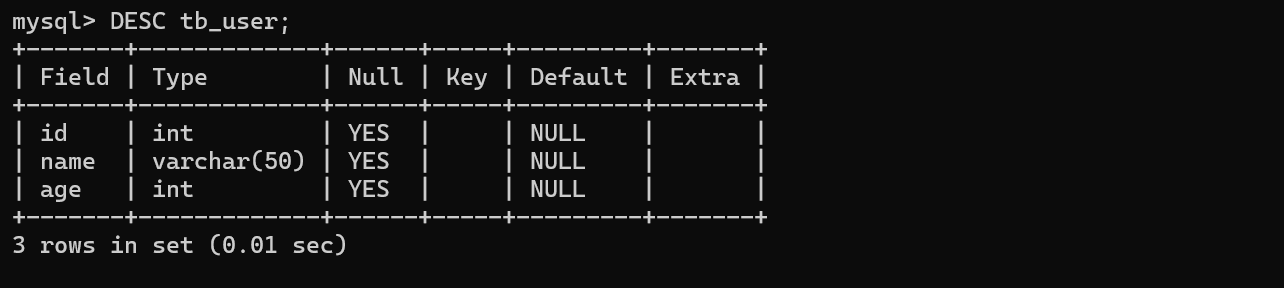 mysql> DESC tb_user;
+-------+-------------+------+-----+---------+-------+
| Field | Type        | Null | Key | Default | Extra |
+-------+-------------+------+-----+---------+-------+
| id    | int         | YES  |     | NULL    |       |
| name  | varchar(50) | YES  |     | NULL    |       |
| age   | int         | YES  |     | NULL    |       |
+-------+-------------+------+-----+---------+-------+
3 rows in set (0.01 sec)